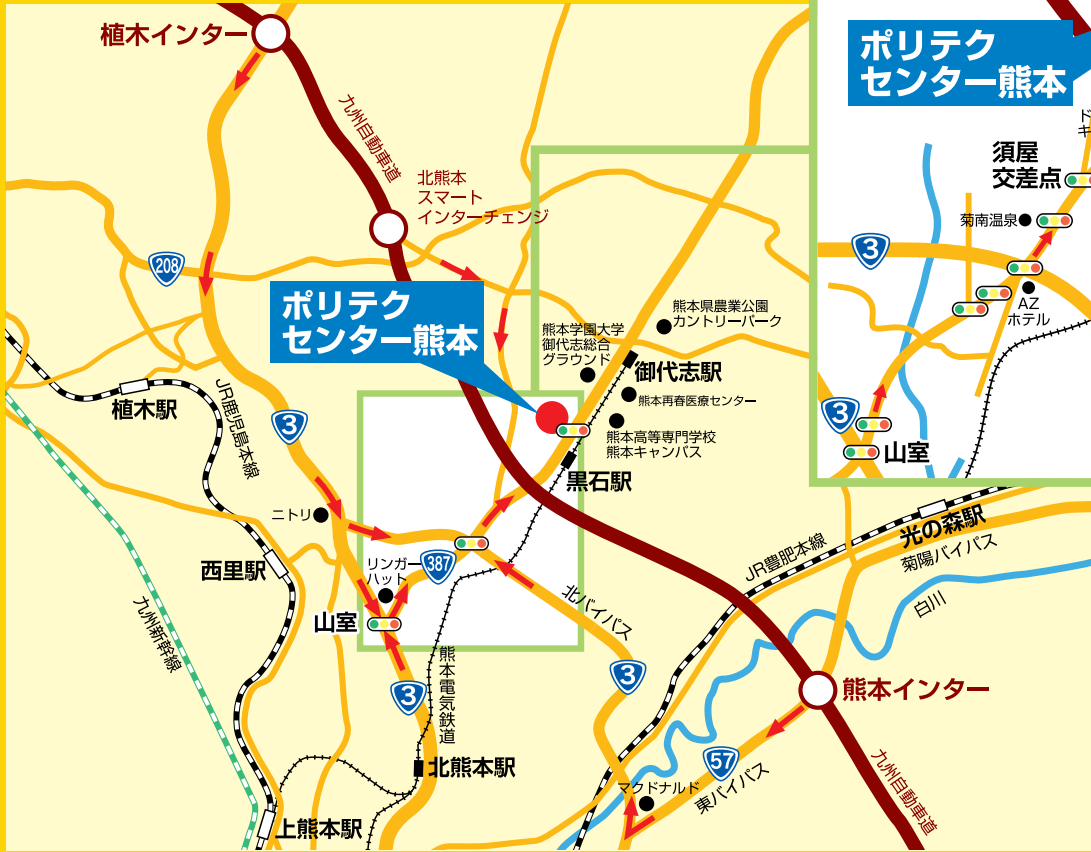 植木インター
九州自動車道
北熊本
スマート
インターチェンジ
208
ポリテク
センター熊本
ポリテク
センター熊本
須屋
交差点
菊南温泉
3
AZ
ホテル
3
山室
熊本県農業公園
カントリーパーク
熊本学園大学
御代志総合
グラウンド
御代志駅
熊本再春医療センター
熊本高等専門学校
熊本キャンパス
黒石駅
植木駅
JR鹿児島本線
3
ニトリ
リンガー
ハット
387
西里駅
山室
北バイパス
JR豊肥本線
光の森駅
菊陽バイパス
白川
九州新幹線
熊本電気鉄道
3
3
熊本インター
57
東バイパス
マクドナルド
北熊本駅
上熊本駅
九州自動車道